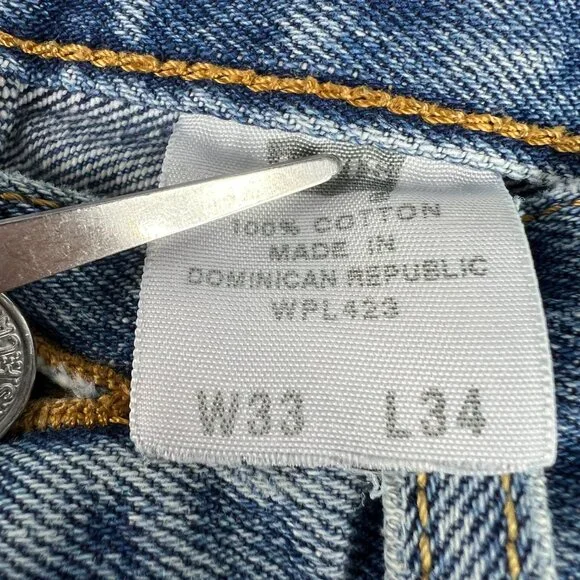 100% COTTON
MADE IN
DOMINICAN REPUBLIC
WPL423
W33 L34